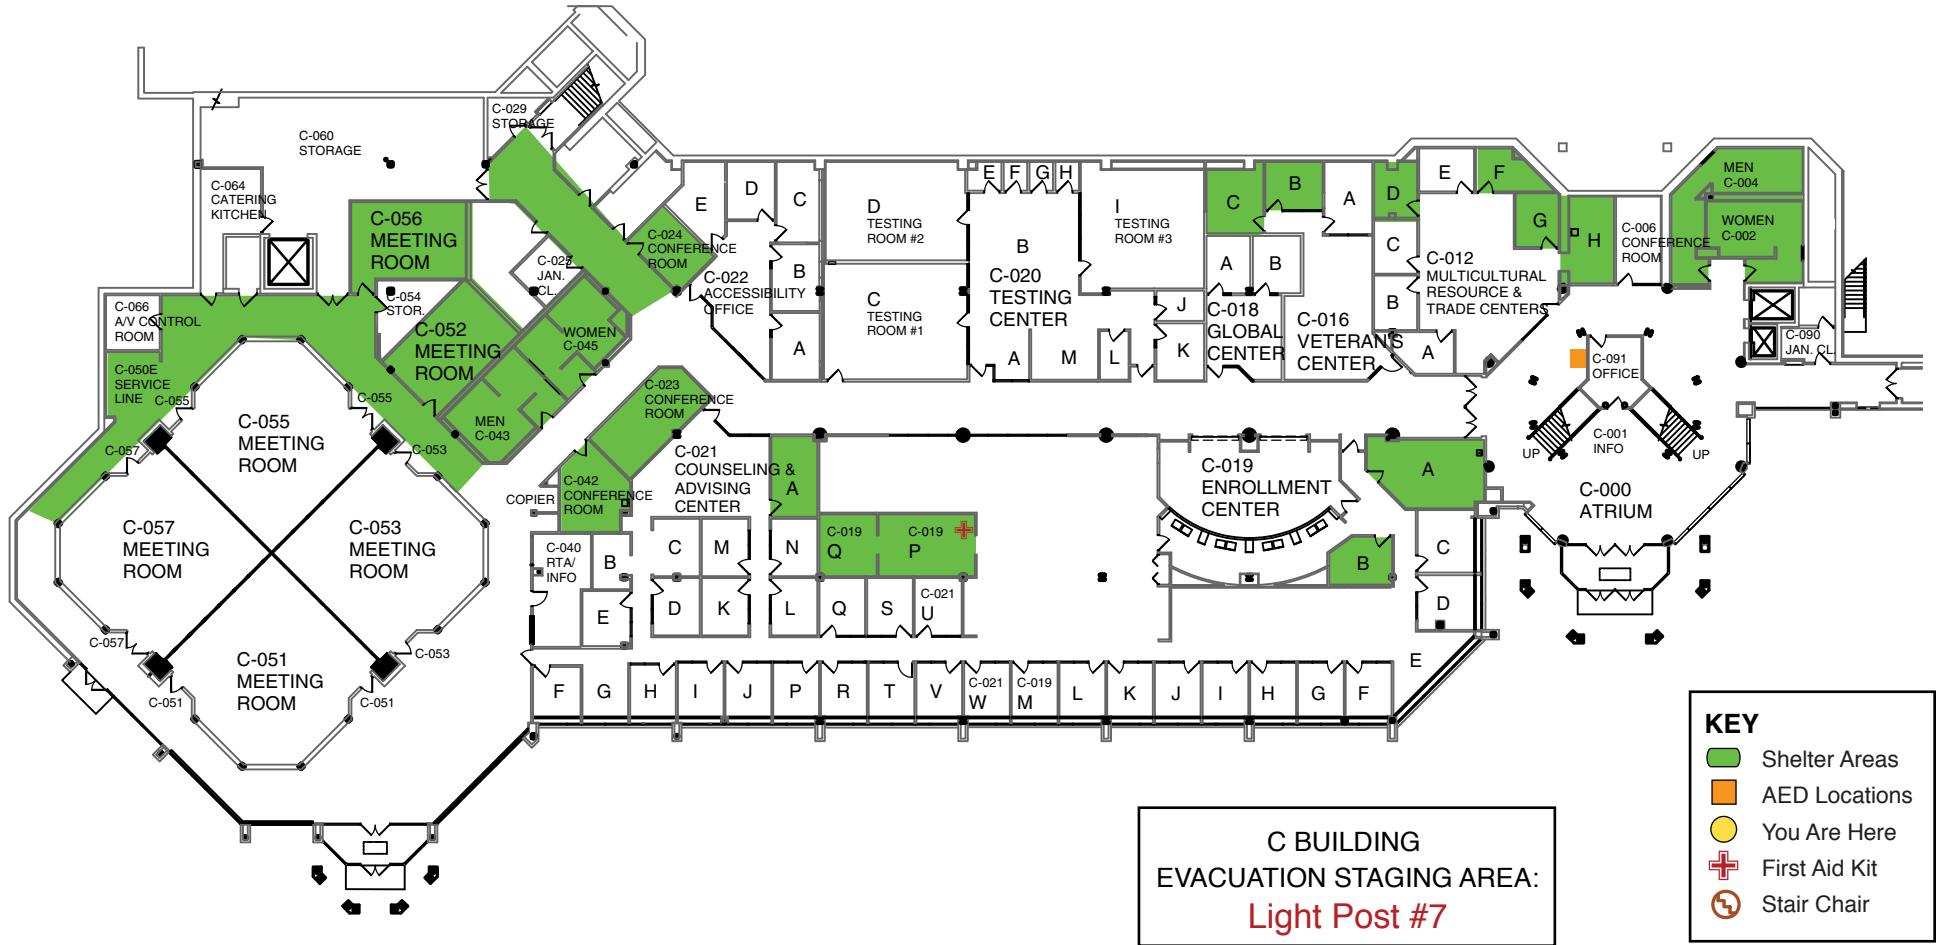 C-029
STORAGE
C-060
STORAGE
C-064
CATERING
KITCHEN
C-056
MEETING
ROOM
C-024
CONFERENCE
ROOM
C-025
JAN.
CL.
C-054
STOR.
C-066
A/V CONTROL
ROOM
C-052
MEETING
ROOM
WOMEN
C-045
C-050E
SERVICE
LINE
C-055
C-055
MEN
C-043
C-055
MEETING
ROOM
C-057
C-053
C-057
MEETING
ROOM
C-053
MEETING
ROOM
C-057
C-053
C-051
MEETING
ROOM
C-051
C-051
E
D
C
B
A
C-022
ACCESSIBILITY
OFFICE
D
TESTING
ROOM #2
C
TESTING
ROOM #1
E
F
G
H
B
C-020
TESTING
CENTER
I
TESTING
ROOM #3
J
K
A
M
L
C
B
A
A
B
C-018
GLOBAL
CENTER
C-016
VETERANS
CENTER
D
E
F
G
C
B
A
C-012
MULTICULTURAL
RESOURCE &
TRADE CENTERS
H
C-006
CONFERENCE
ROOM
MEN
C-004
WOMEN
C-002
C-090
JAN. CL.
C-091
OFFICE
C-001
INFO
UP
UP
C-000
ATRIUM
C-023
CONFERENCE
ROOM
C-021
COUNSELING &
ADVISING
CENTER
A
C-042
CONFERENCE
ROOM
COPIER
C-040
RTA/
INFO
B
E
C
M
D
K
N
L
C-019
Q
C-019
P
Q
S
C-021
U
C-019
ENROLLMENT
CENTER
A
B
C
D
E
F
G
H
I
J
P
R
T
V
C-021
W
C-019
M
L
K
J
I
H
G
F
C BUILDING
EVACUATION STAGING AREA:
Light Post #7
KEY
Shelter Areas
AED Locations
You Are Here
First Aid Kit
Stair Chair